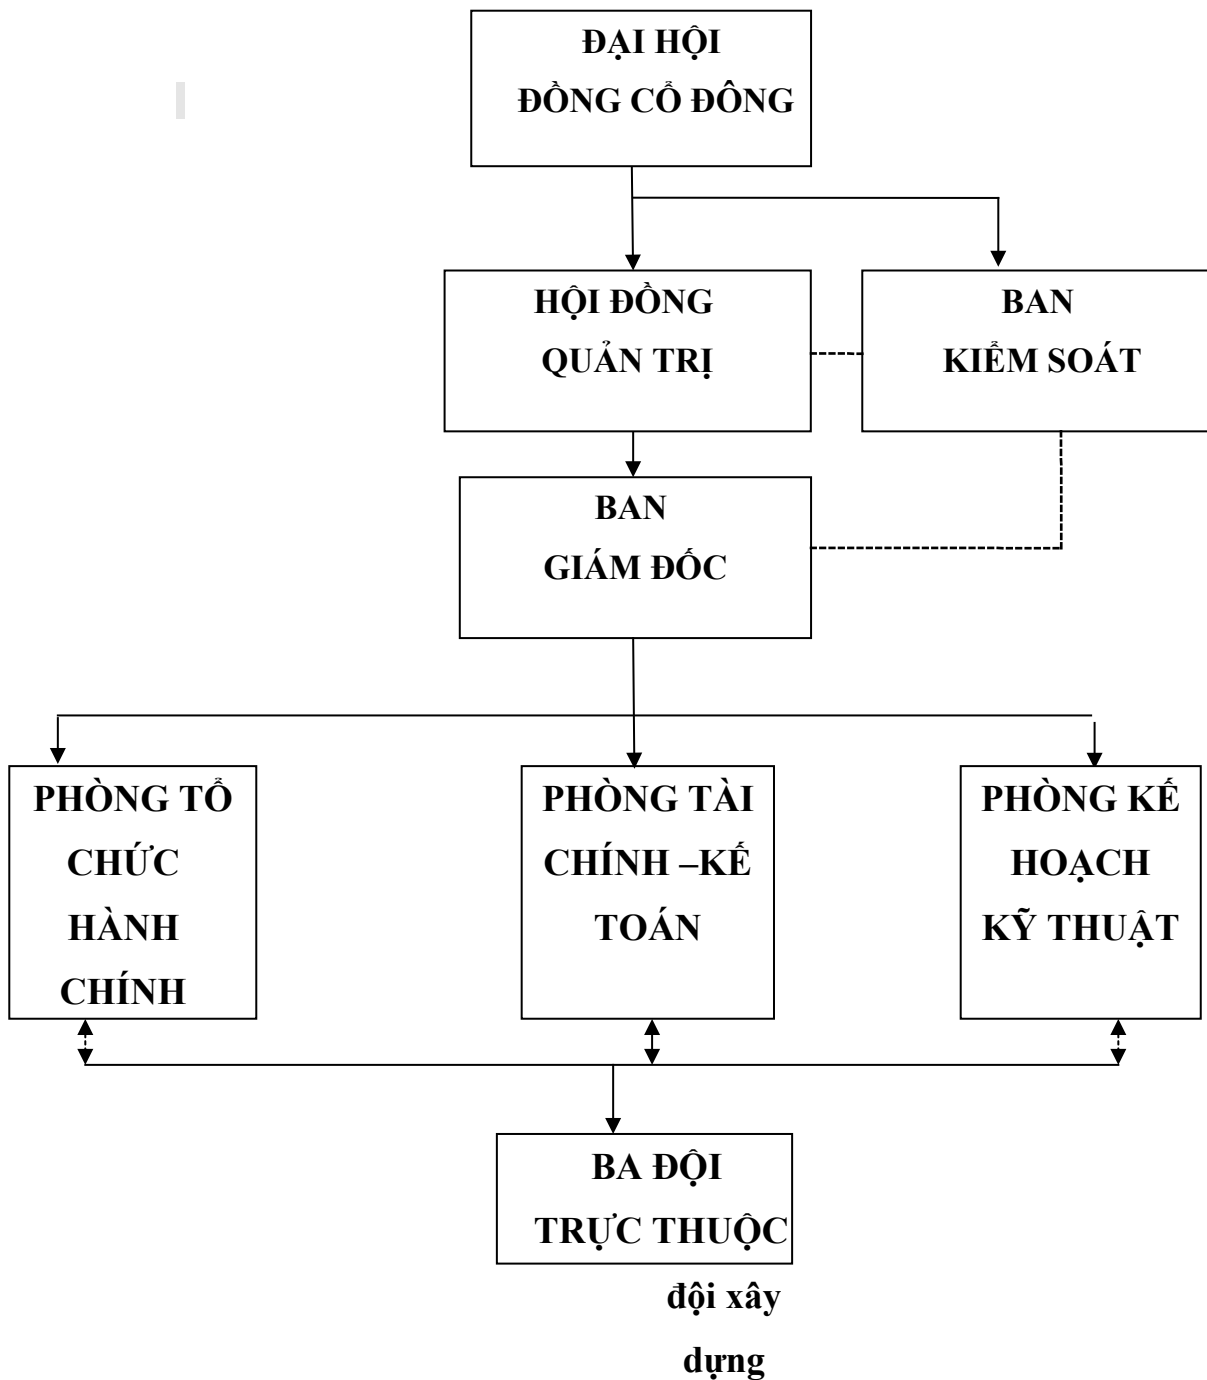 ĐẠI HỘI
ĐỒNG CỔ ĐÔNG
HỘI ĐỒNG
QUẢN TRỊ
BAN
KIỂM SOÁT
BAN
GIÁM ĐỐC
PHÒNG TỔ
CHỨC
HÀNH
CHÍNH
PHÒNG TÀI
CHÍNH –KẾ
TOÁN
PHÒNG KẾ
HOẠCH
KỸ THUẬT
BA ĐỘI
TRỰC THUỘC
đội xây
dựng